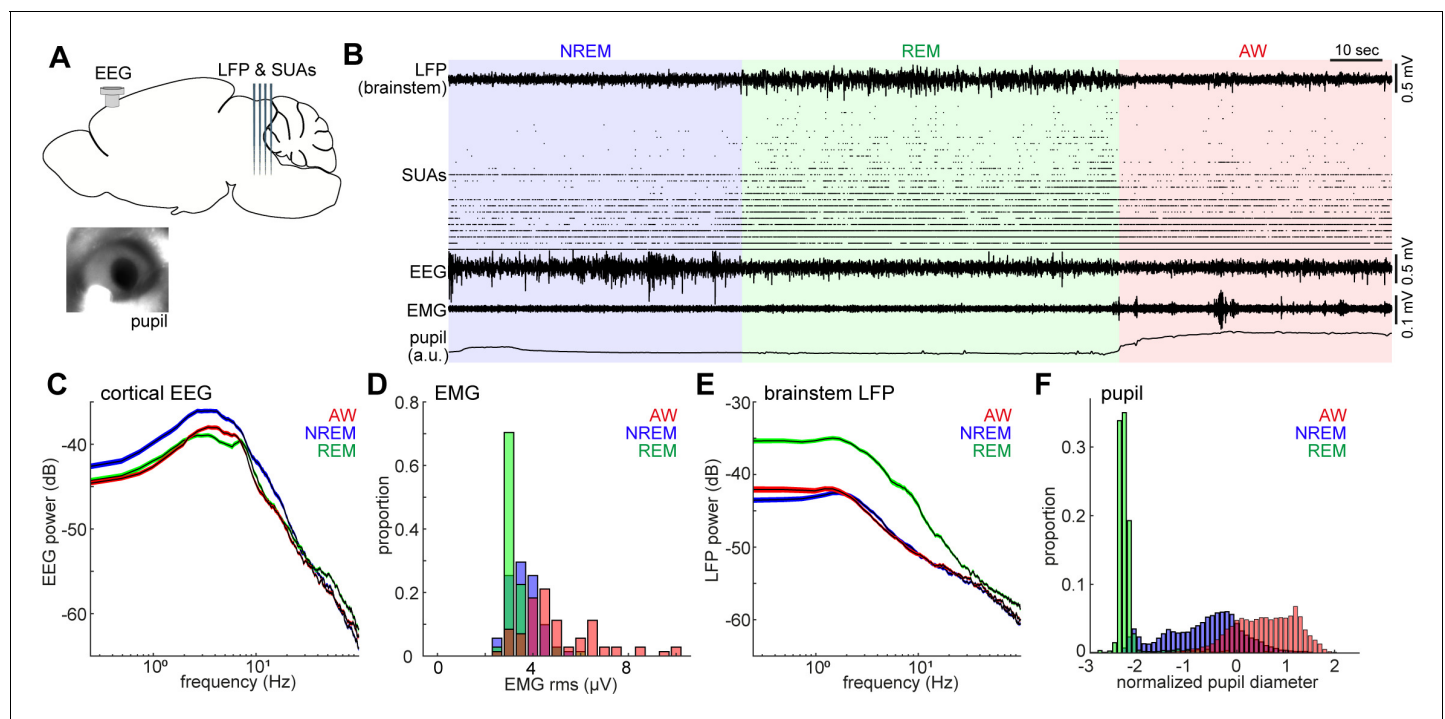 A
EEG
LFP & SUAs
pupil
B
NREM
REM
AW
10 sec
LFP
(brainstem)
0.5 mV
SUAs
EEG
0.5 mV
EMG
0.1 mV
pupil
(a.u.)
C
cortical EEG
AW
NREM
REM
-40
-50
-60
EEG power (dB)
10⁰
10¹
frequency (Hz)
D
EMG
AW
NREM
REM
0.8
0.6
0.4
0.2
0
proportion
0
4
8
EMG rms (µV)
E
brainstem LFP
AW
NREM
REM
-30
-40
-50
-60
LFP power (dB)
10⁰
10¹
frequency (Hz)
F
pupil
AW
NREM
REM
0.3
0.2
0.1
0
proportion
-3
-2
-1
0
1
2
normalized pupil diameter